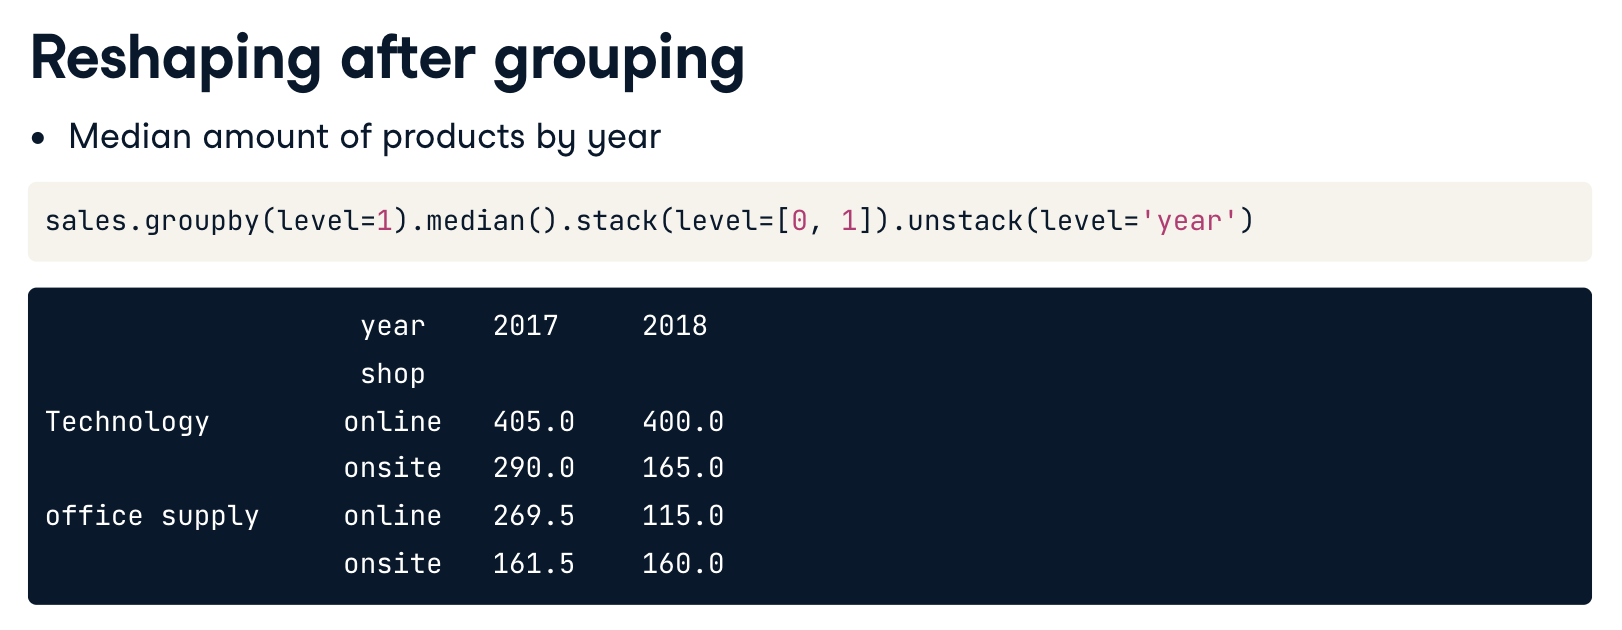 Reshaping after grouping
• Median amount of products by year
sales.groupby(level=1).median().stack(level=[0, 1]).unstack(level='year')
year 2017 2018
shop
Technology online 405.0 400.0
onsite 290.0 165.0
office supply online 269.5 115.0
onsite 161.5 160.0